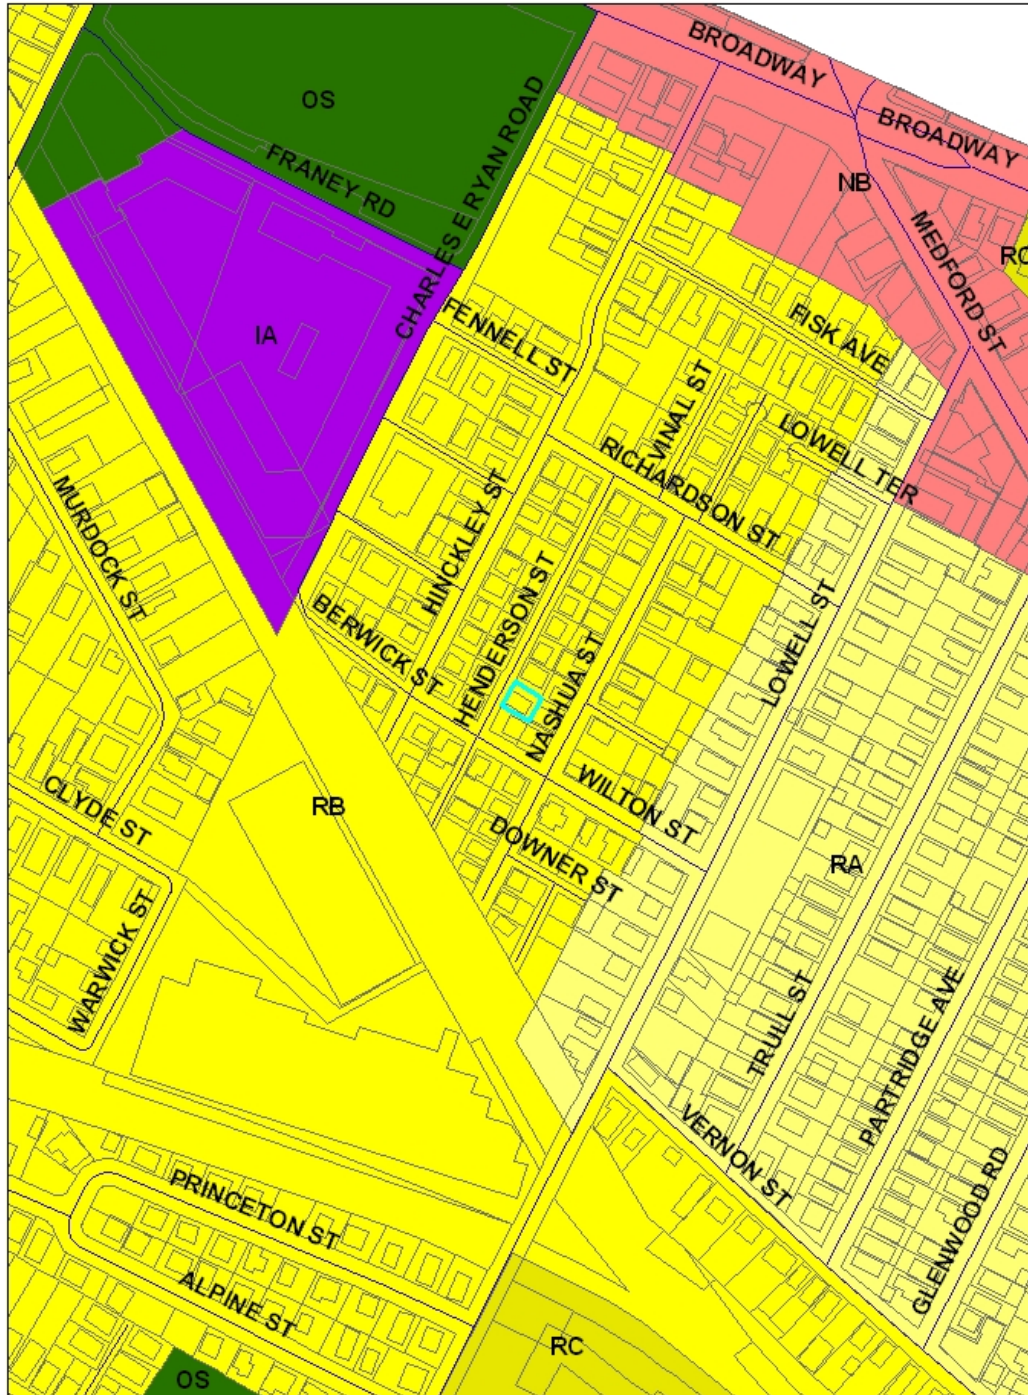 BROADWAY
BROADWAY
OS
FRANEY RD
CHARLES E RYAN ROAD
NB
MEDFORD ST
RC
IA
FENNELL ST
FISK AVE
VINAL ST
LOWELL TER
RICHARDSON ST
MURDOCK ST
HINCKLEY ST
BERWICK ST
HENDERSON ST
NASHUA ST
LOWELL ST
WILTON ST
CLYDE ST
RB
DOWNER ST
RA
WARWICK ST
TRULL ST
PARTRIDGE AVE
VERNON ST
PRINCETON ST
GLENWOOD RD
ALPINE ST
RC
OS